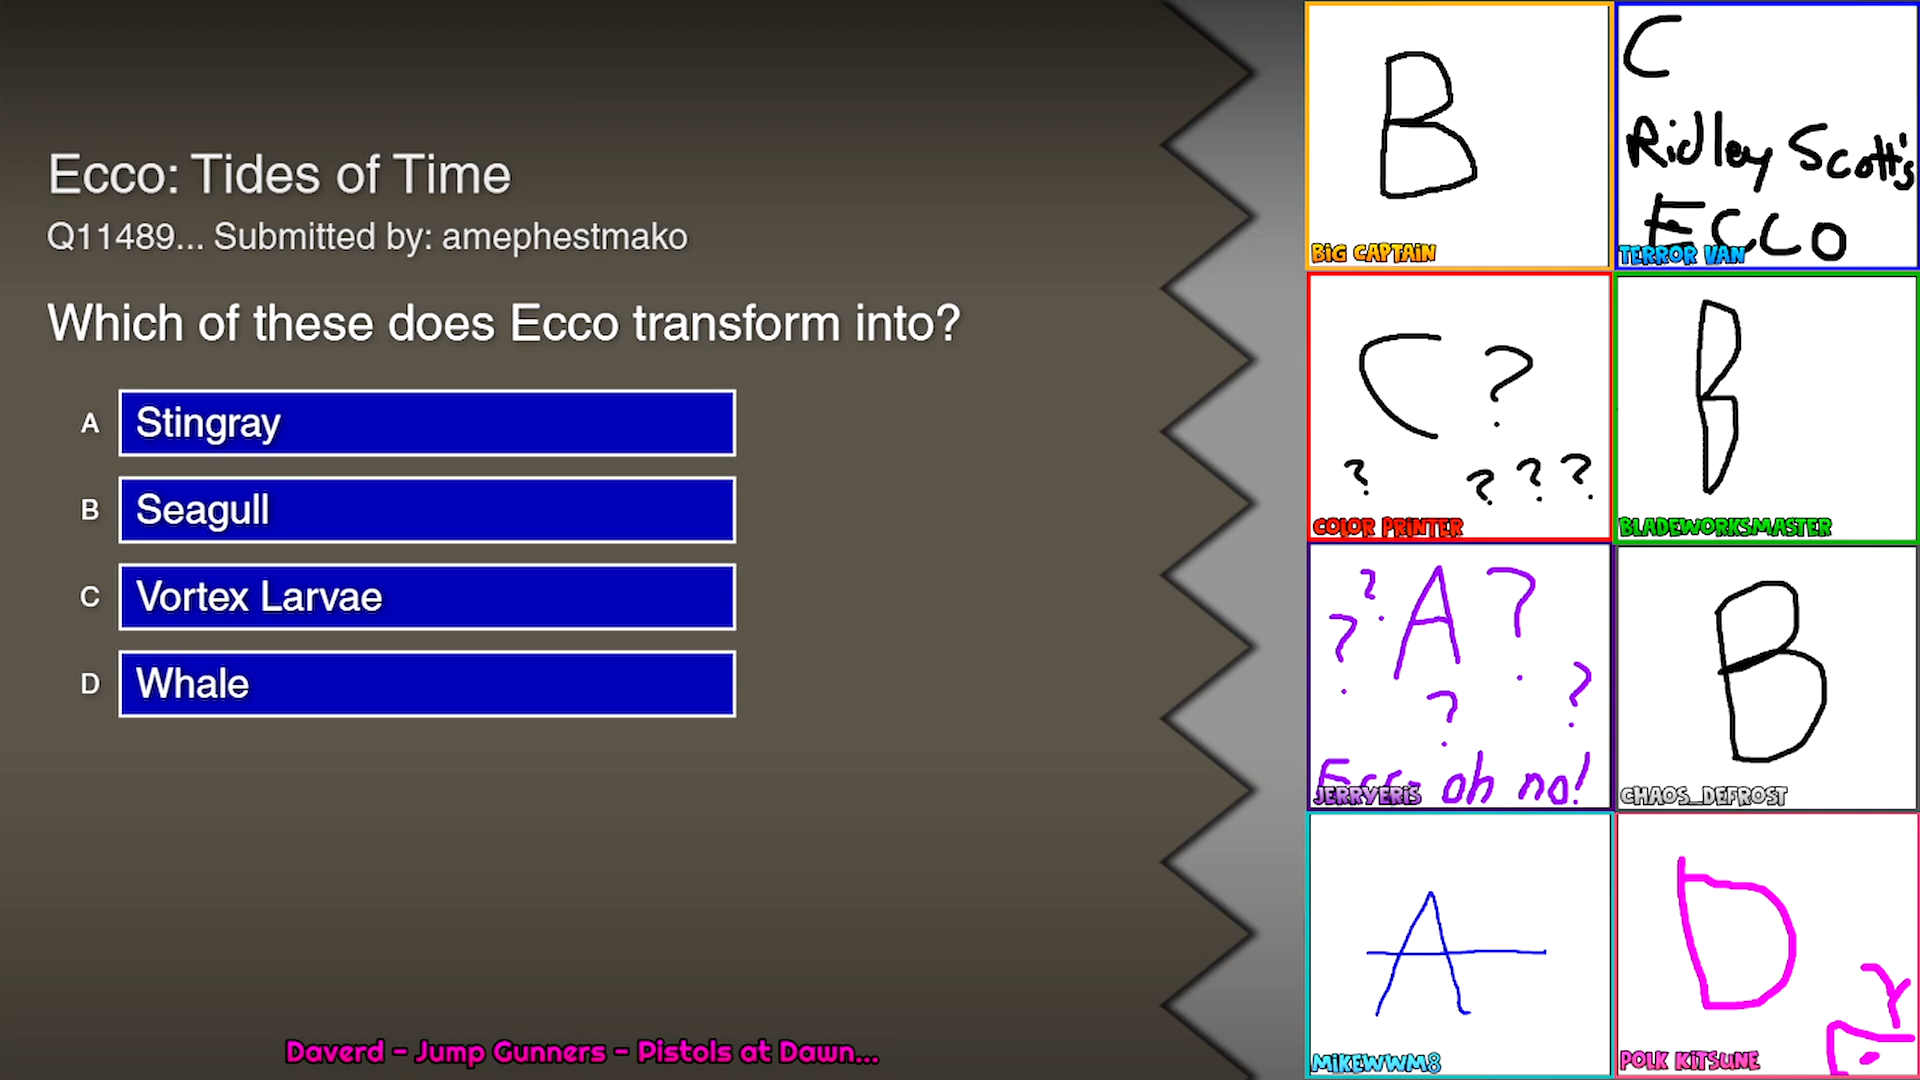 Ecco: Tides of Time
Q11489... Submitted by: amephestmako
Which of these does Ecco transform into?
A Stingray
B Seagull
C Vortex Larvae
D Whale
Daverd - Jump Gunners - Pistols at Dawn...
B
BIG CAPTAIN
C
Ridley Scott's
ECCO
TERROR VAN
C ?
? ? ? ?
COLOR PRINTER
B
BLADEWORKSMASTER
? A ?
? ? ?
Ecco oh no!
JERRYERIS
B
CHAOS_DEFROST
A
MIKEWWM8
D
POLK KITSUNE